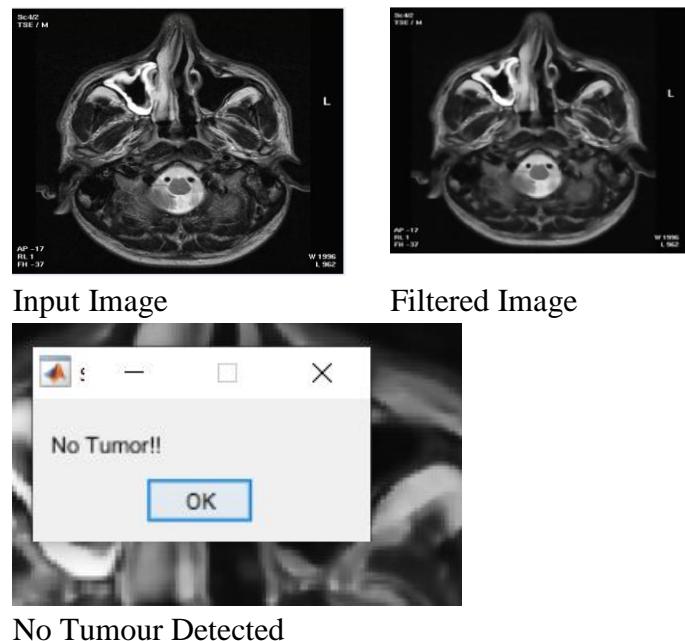 Sc4/2
TSE / M
L
AP -17
RL 1
FH -37
W 1996
L 962
Sc4/2
TSE / M
L
AP -17
RL 1
FH -37
W 1996
L 962
Input Image
Filtered Image
No Tumor!!
OK
No Tumour Detected